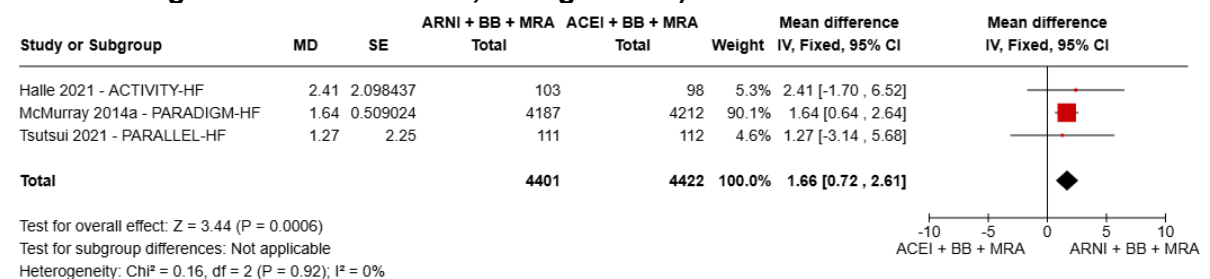 ARNI + BB + MRA ACEI + BB + MRA Mean difference Mean difference
Study or Subgroup MD SE Total Total Weight IV, Fixed, 95% CI IV, Fixed, 95% CI
Halle 2021 - ACTIVITY-HF 2.41 2.098437 103 98 5.3% 2.41 [-1.70 , 6.52]
McMurray 2014a - PARADIGM-HF 1.64 0.509024 4187 4212 90.1% 1.64 [0.64 , 2.64]
Tsutsui 2021 - PARALLEL-HF 1.27 2.25 111 112 4.6% 1.27 [-3.14 , 5.68]
Total 4401 4422 100.0% 1.66 [0.72 , 2.61]
Test for overall effect: Z = 3.44 (P = 0.0006)
Test for subgroup differences: Not applicable
Heterogeneity: Chi² = 0.16, df = 2 (P = 0.92); I² = 0%
-10 -5 0 5 10
ACEI + BB + MRA ARNI + BB + MRA